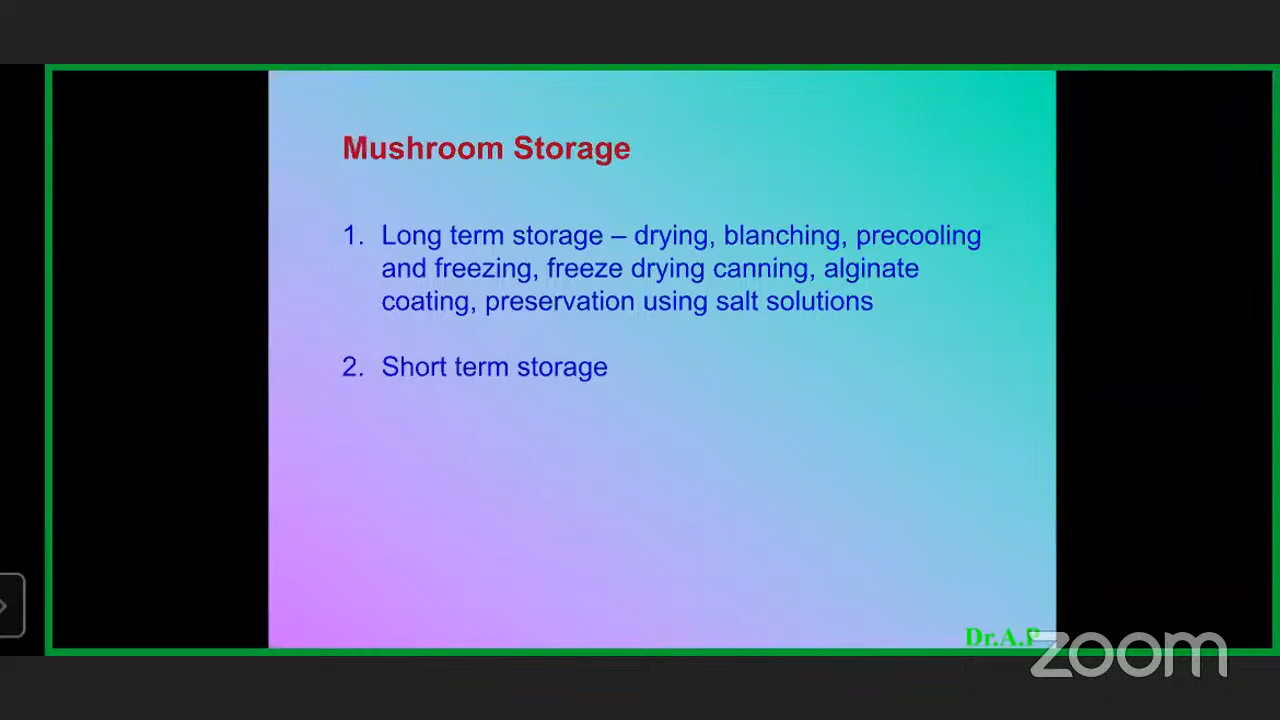 Mushroom Storage
1. Long term storage – drying, blanching, precooling
and freezing, freeze drying canning, alginate
coating, preservation using salt solutions
2. Short term storage
Dr.A.P
zoom